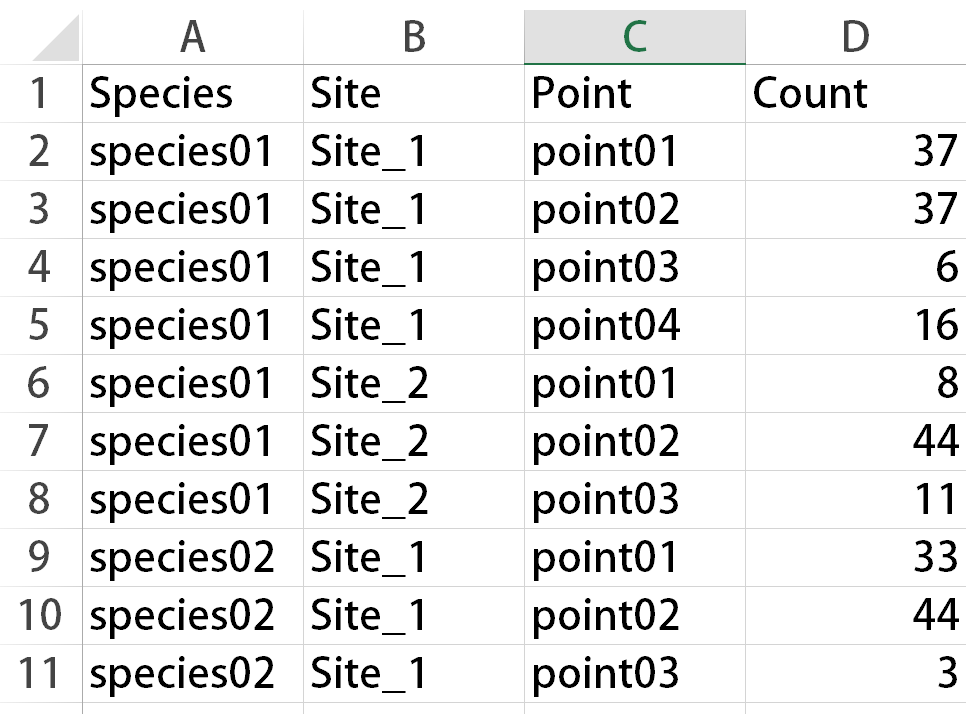 A B C D
1 Species Site Point Count
2 species01 Site_1 point01 37
3 species01 Site_1 point02 37
4 species01 Site_1 point03 6
5 species01 Site_1 point04 16
6 species01 Site_2 point01 8
7 species01 Site_2 point02 44
8 species01 Site_2 point03 11
9 species02 Site_1 point01 33
10 species02 Site_1 point02 44
11 species02 Site_1 point03 3